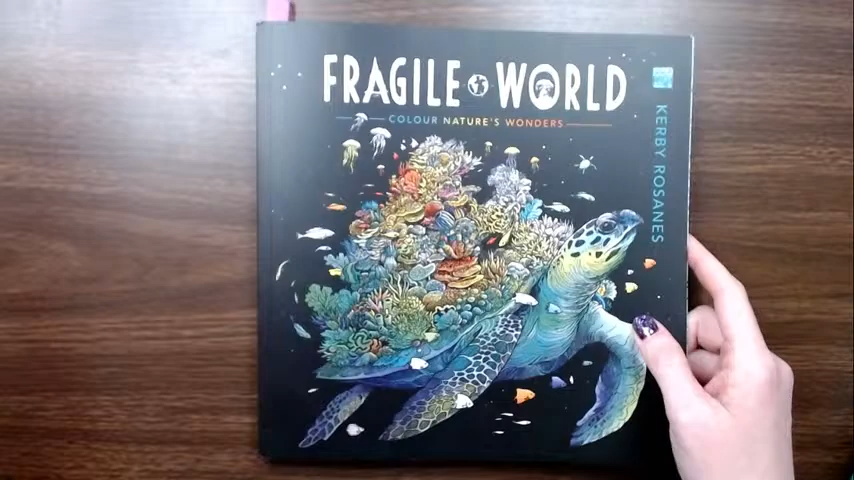 FRAGILE WORLD
COLOUR NATURE'S WONDERS
KERBY ROSANES